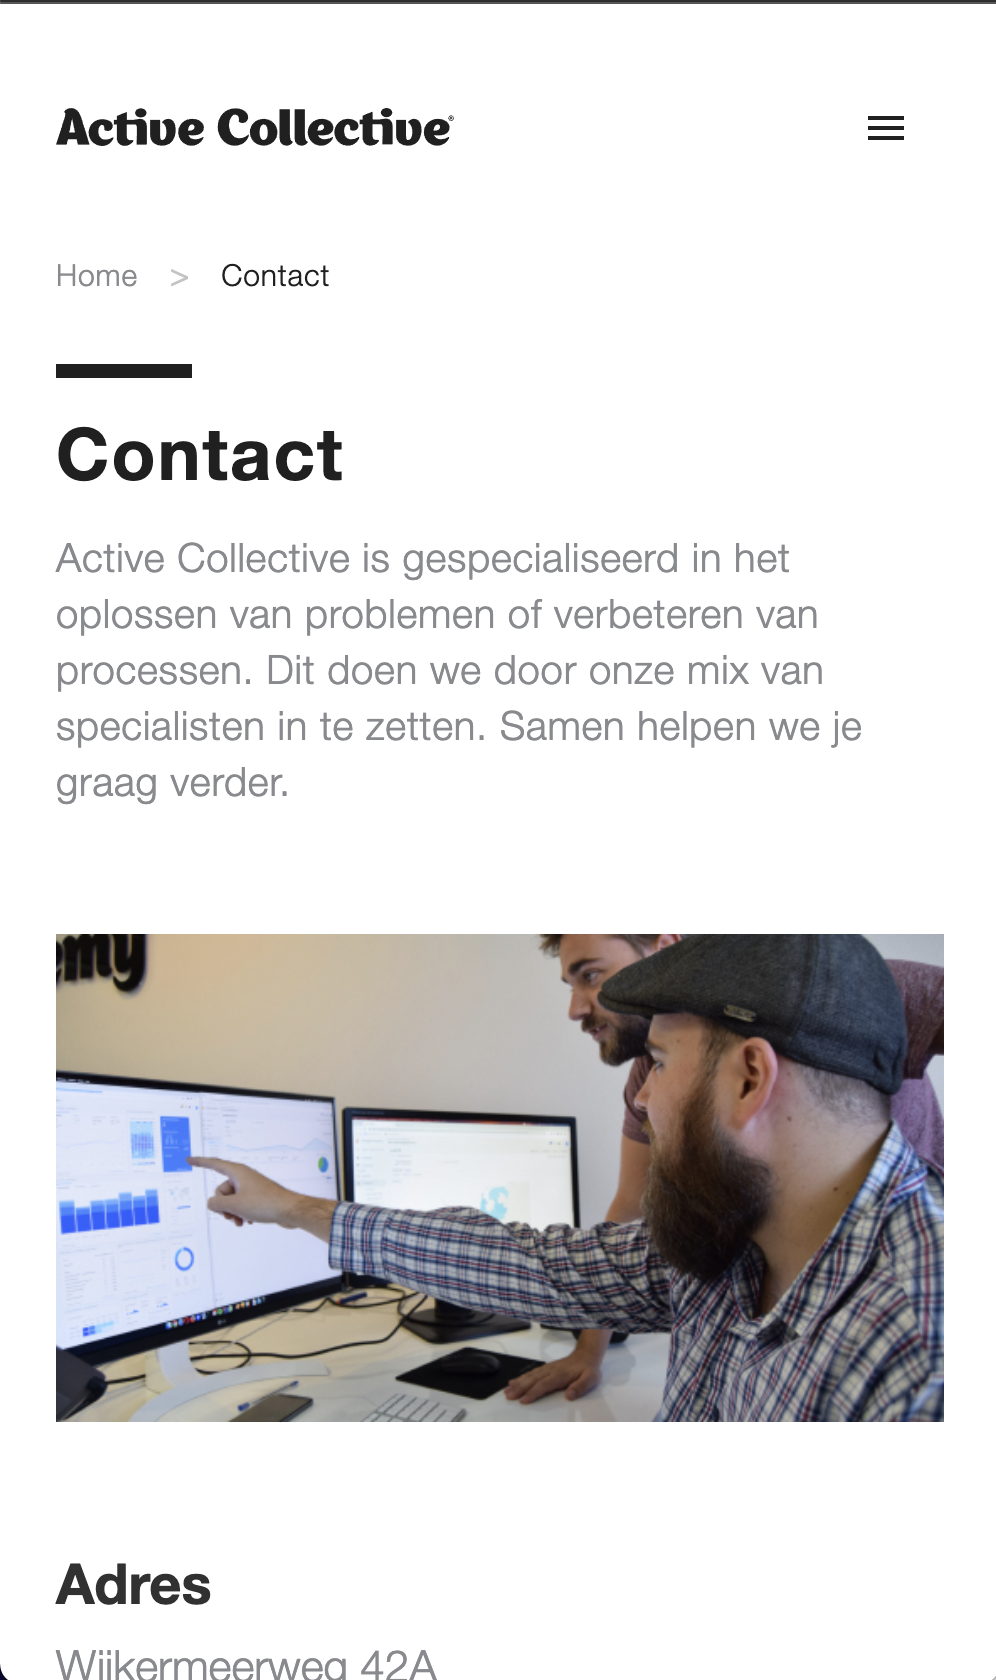 Active Collective®
Home > Contact
Contact
Active Collective is gespecialiseerd in het
oplossen van problemen of verbeteren van
processen. Dit doen we door onze mix van
specialisten in te zetten. Samen helpen we je
graag verder.
emy
Adres
Wijkermeerweg 42A